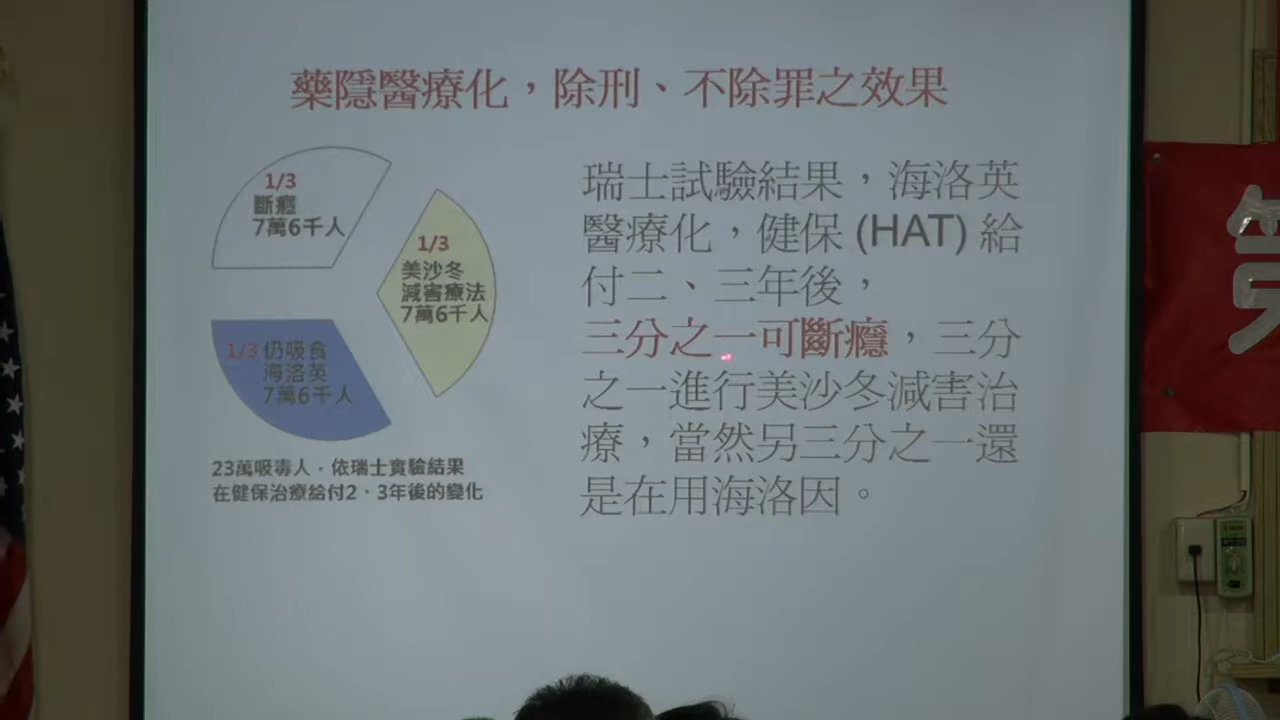 藥隱醫療化，除刑、不除罪之效果
1/3
斷癮
7萬6千人
1/3
美沙冬
減害療法
7萬6千人
1/3 仍吸食
海洛英
7萬6千人
23萬吸毒人，依瑞士實驗結果
在健保治療給付2、3年後的變化
瑞士試驗結果，海洛英
醫療化，健保 (HAT) 給
付二、三年後，
三分之一可斷癮，三分
之一進行美沙冬減害治
療，當然另三分之一還
是在用海洛因。
第